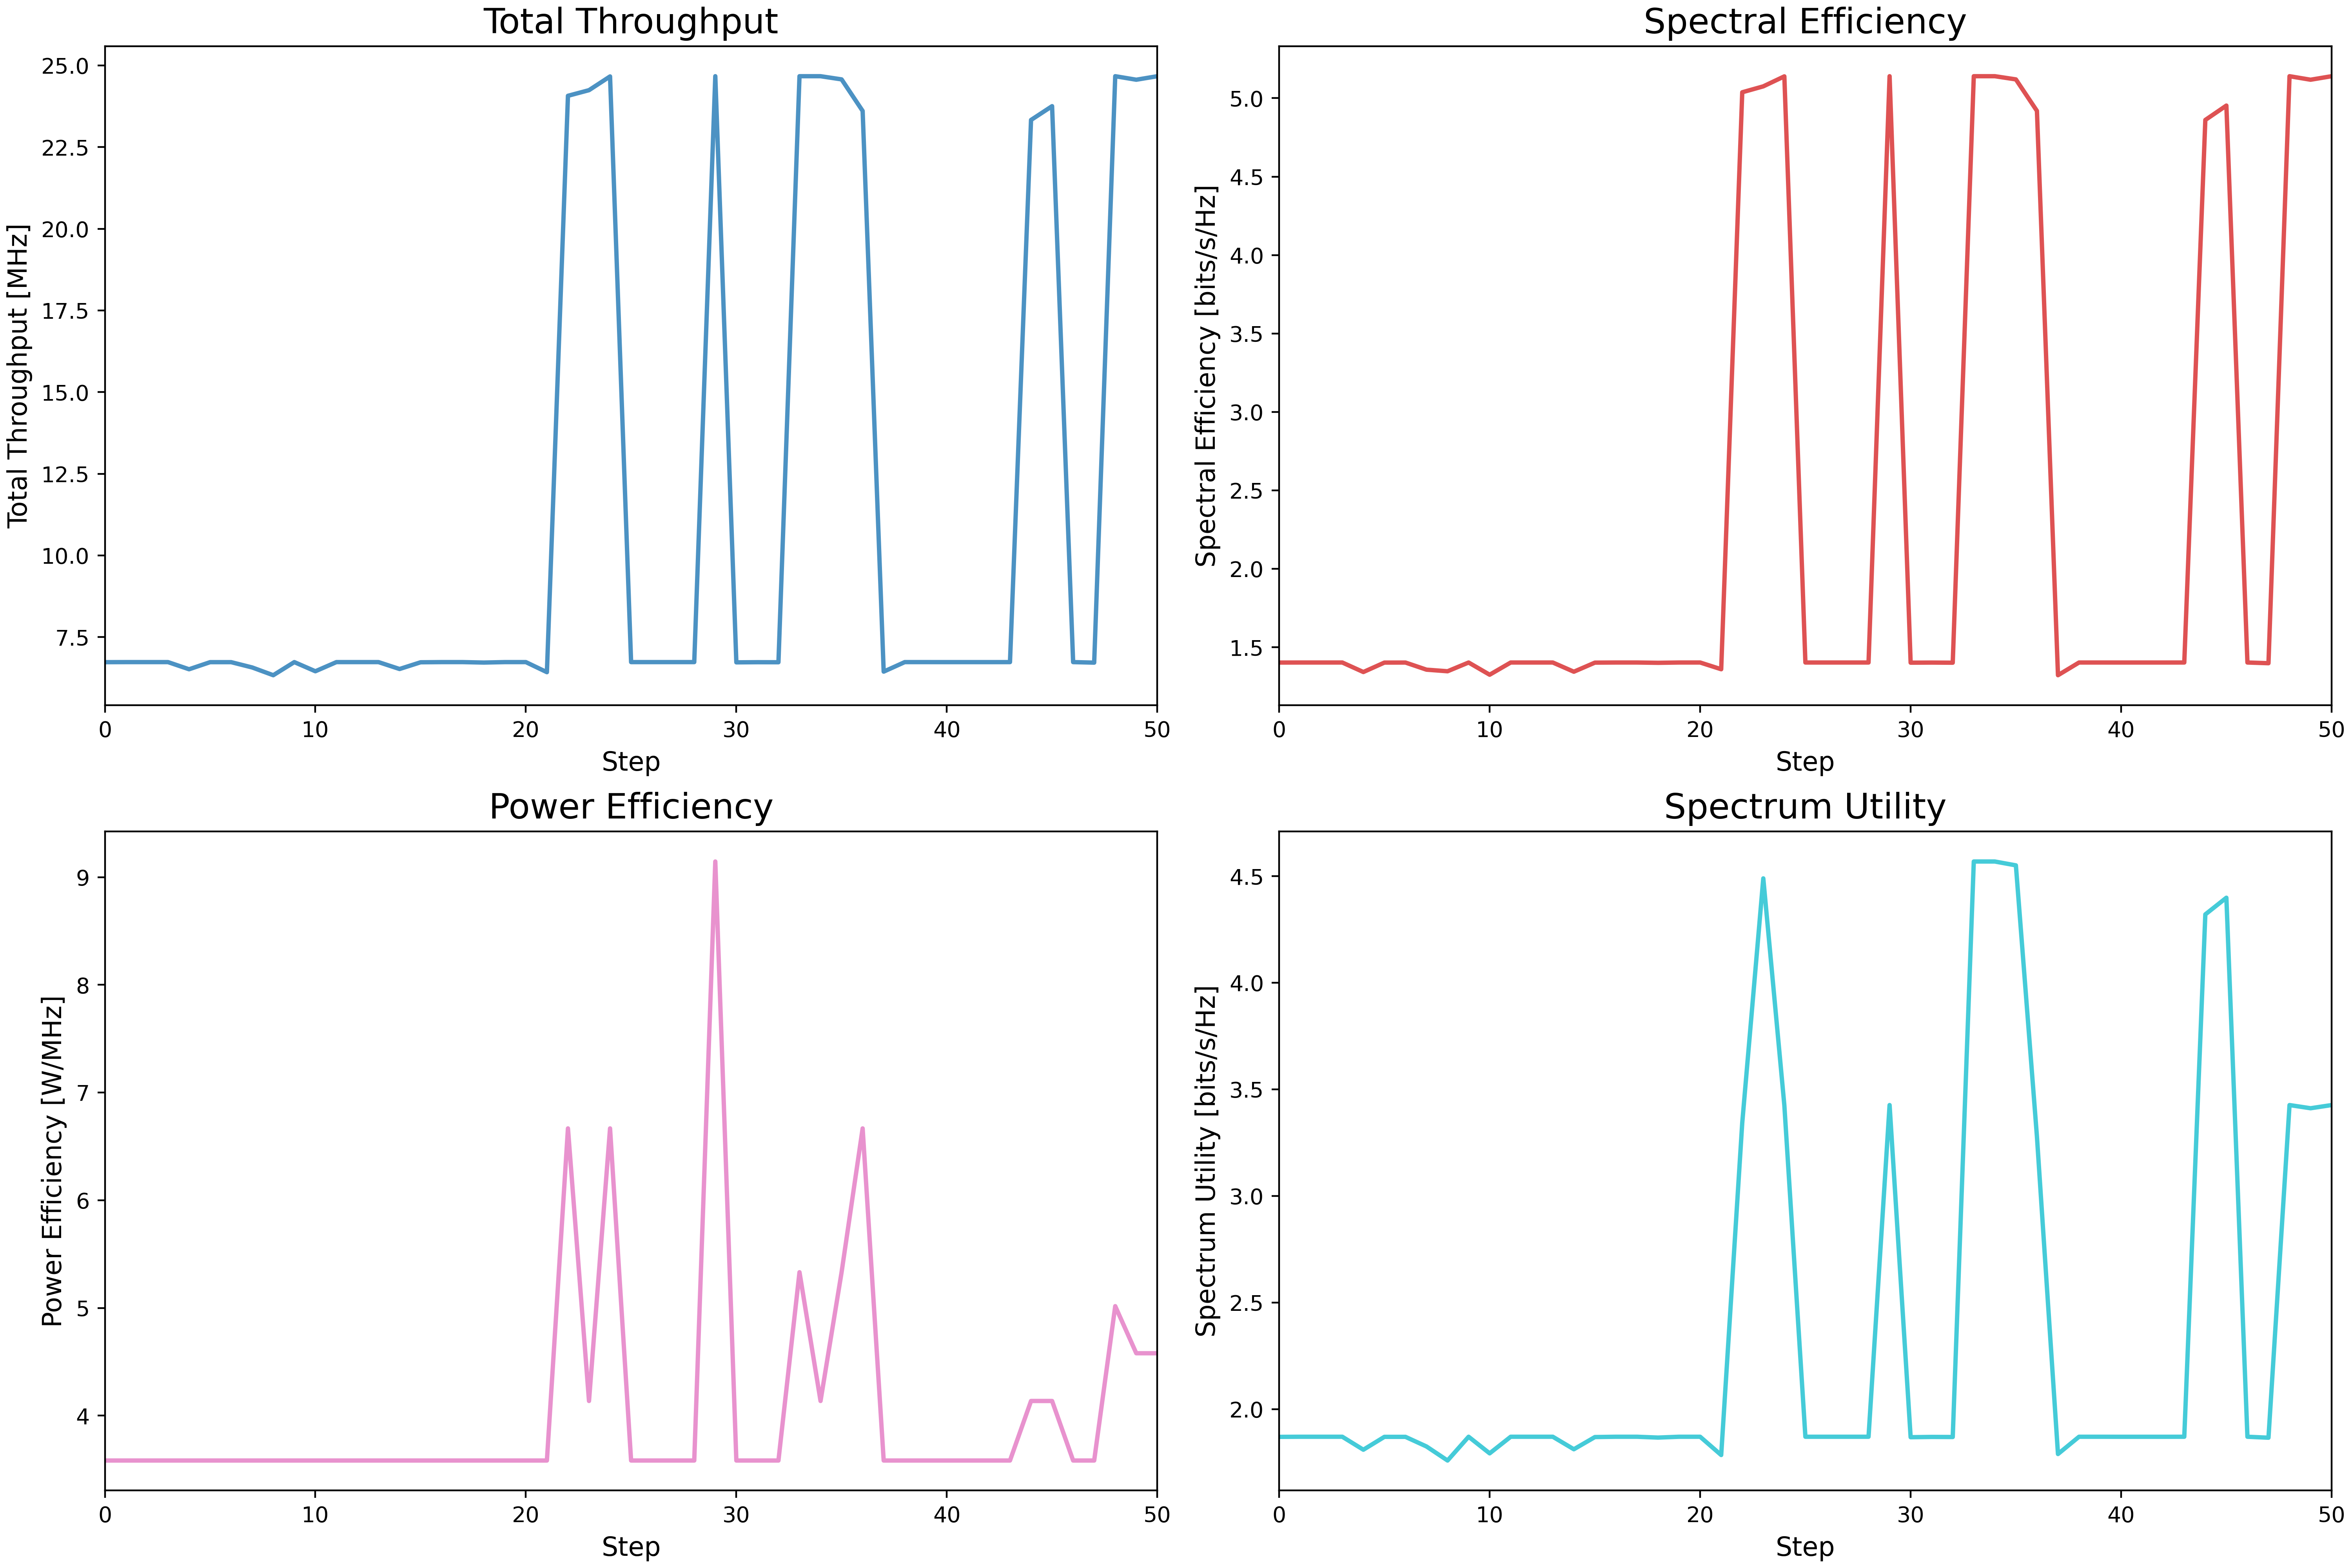 Total Throughput
Total Throughput [MHz]
25.0
22.5
20.0
17.5
15.0
12.5
10.0
7.5
0 10 20 30 40 50
Step
Spectral Efficiency
Spectral Efficiency [bits/s/Hz]
5.0
4.5
4.0
3.5
3.0
2.5
2.0
1.5
0 10 20 30 40 50
Step
Power Efficiency
Power Efficiency [W/MHz]
9
8
7
6
5
4
0 10 20 30 40 50
Step
Spectrum Utility
Spectrum Utility [bits/s/Hz]
4.5
4.0
3.5
3.0
2.5
2.0
0 10 20 30 40 50
Step